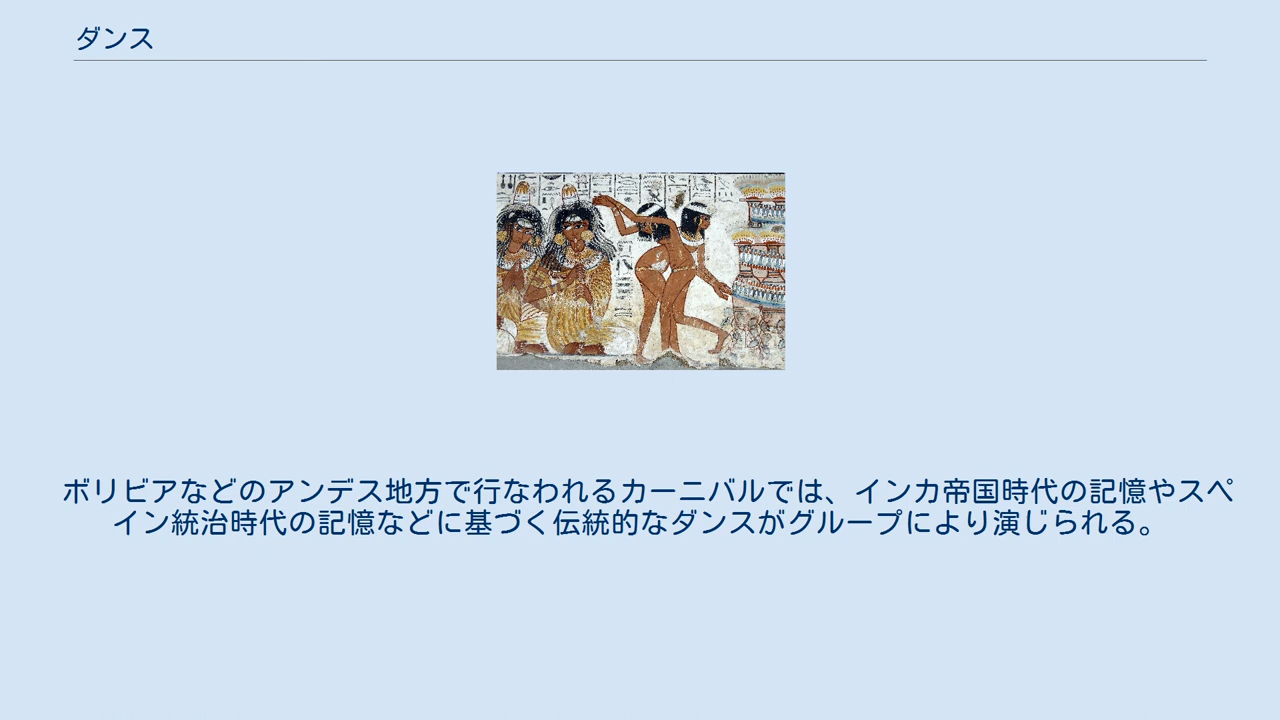 ダンス
ボリビアなどのアンデス地方で行なわれるカーニバルでは、インカ帝国時代の記憶やスペ
イン統治時代の記憶などに基づく伝統的なダンスがグループにより演じられる。